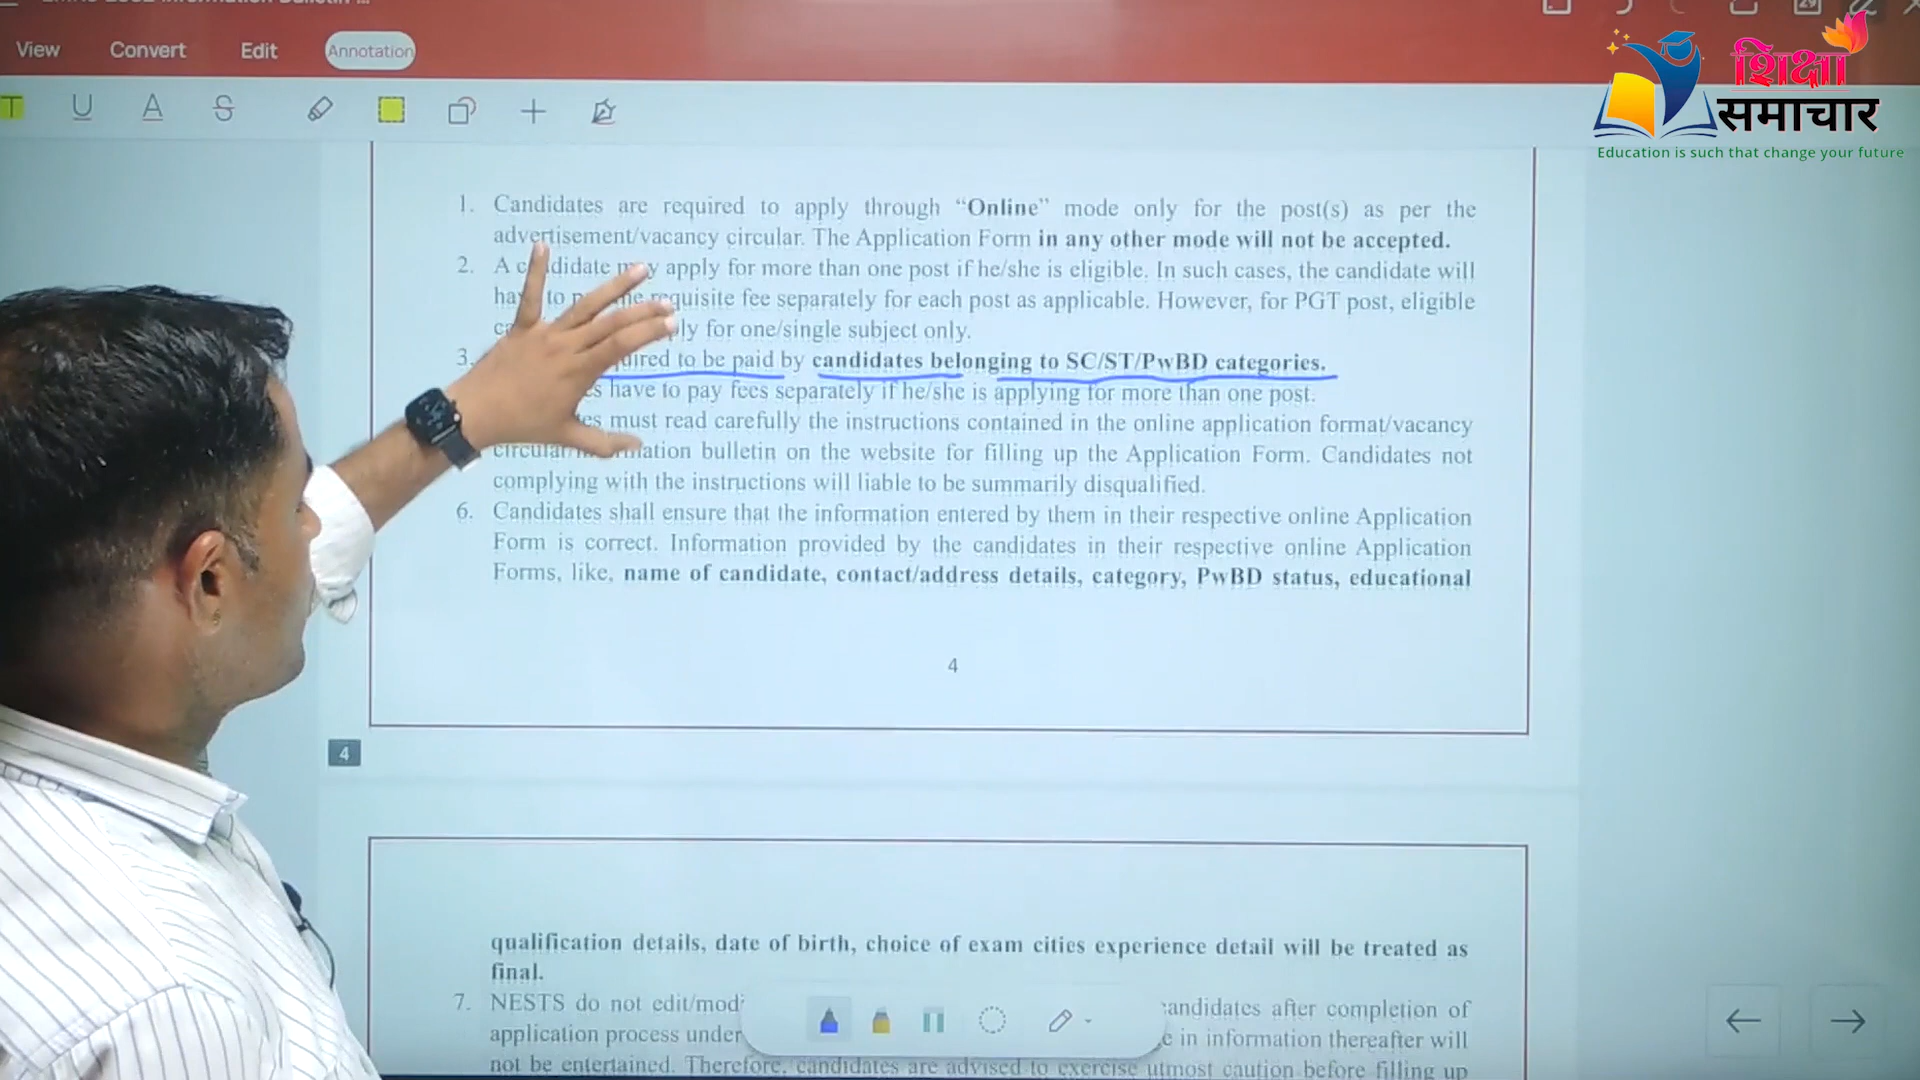 View Convert Edit Annotation
शिक्षा
समाचार
Education is such that change your future
T U A S
1. Candidates are required to apply through “Online” mode only for the post(s) as per the
advertisement/vacancy circular. The Application Form in any other mode will not be accepted.
2. A candidate may apply for more than one post if he/she is eligible. In such cases, the candidate will
to requisite fee separately for each post as applicable. However, for PGT post, eligible
for one/single subject only.
3. to be paid by candidates belonging to SC/ST/PwBD categories.
have to pay fees separately if he/she is applying for more than one post.
must read carefully the instructions contained in the online application format/vacancy
bulletin on the website for filling up the Application Form. Candidates not
complying with the instructions will liable to be summarily disqualified.
6. Candidates shall ensure that the information entered by them in their respective online Application
Form is correct. Information provided by the candidates in their respective online Application
Forms, like, name of candidate, contact/address details, category, PwBD status, educational
4
4
qualification details, date of birth, choice of exam cities experience detail will be treated as
final.
7. NESTS do not candidates after completion of
application process under in information thereafter will
not be entertained. Therefore, candidates are advised to exercise utmost caution before filling up